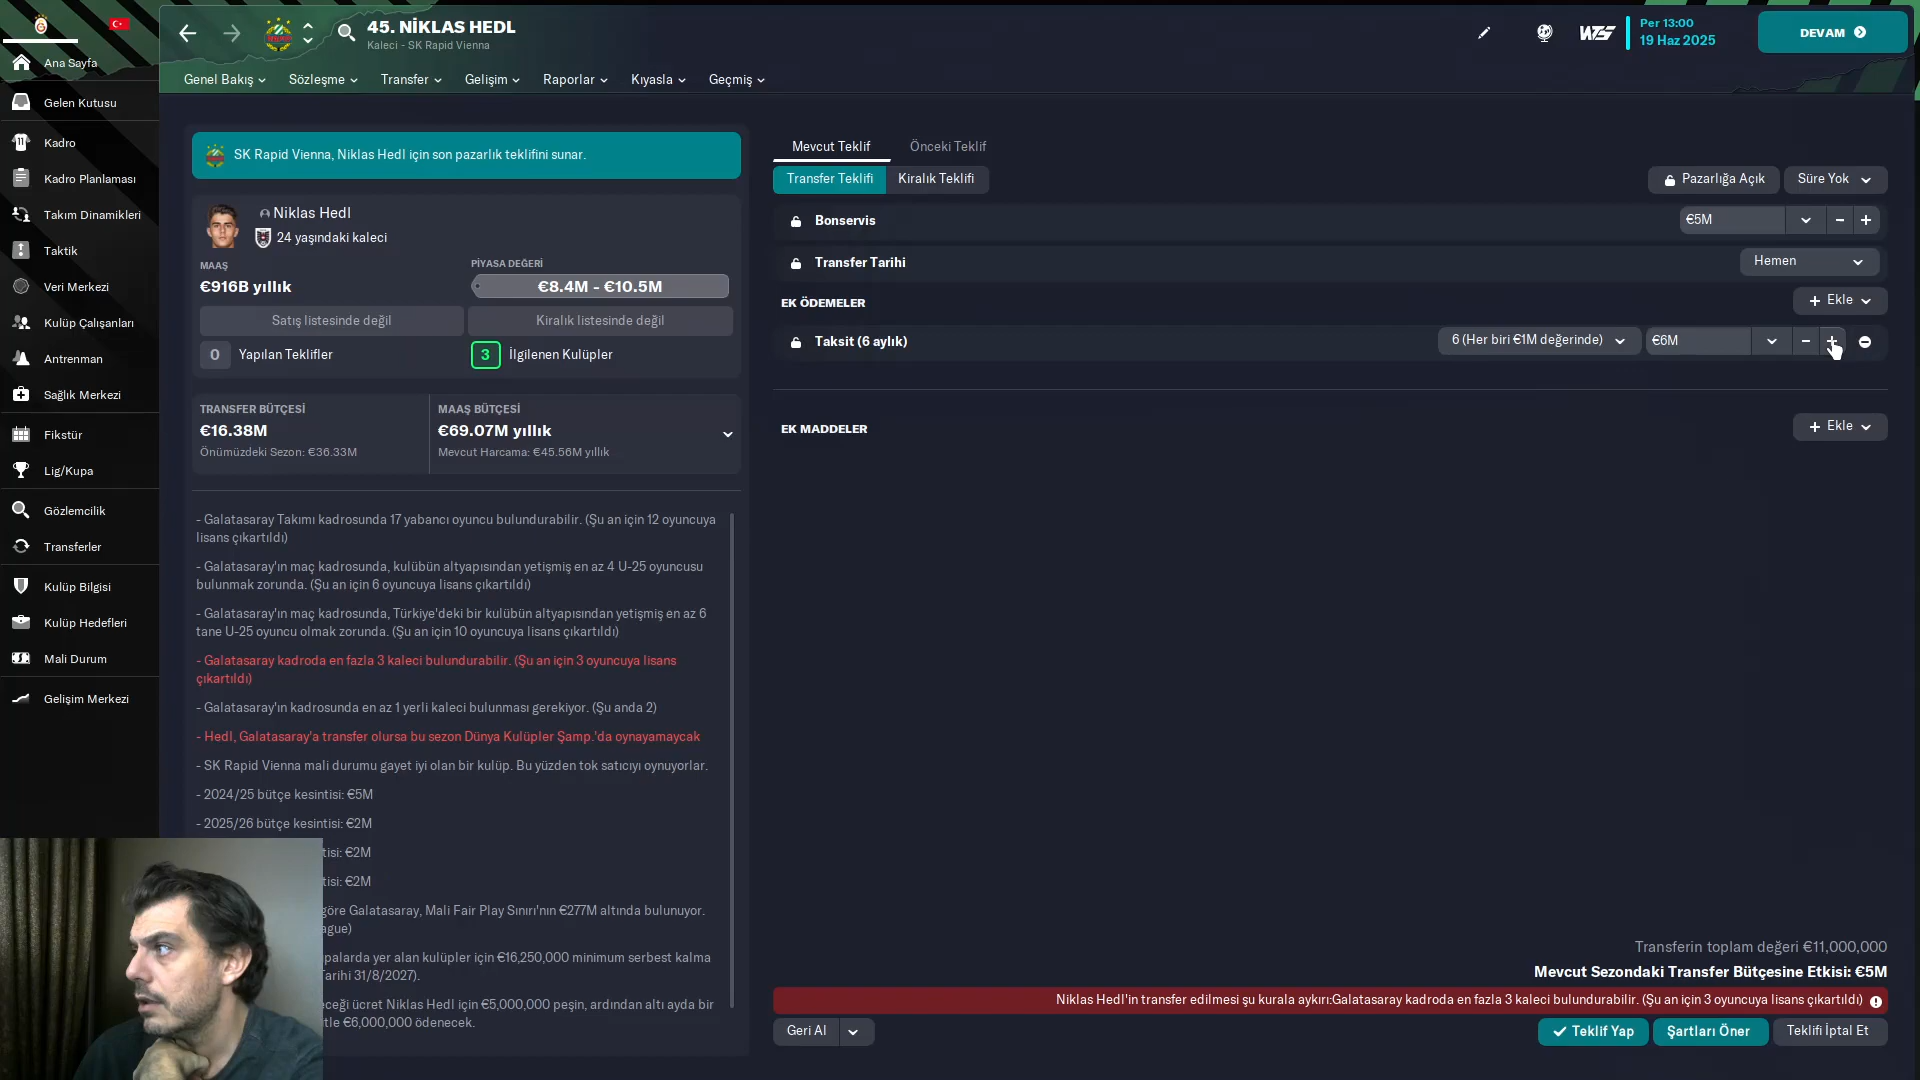 45. NİKLAS HEDL
Kaleci - SK Rapid Vienna
Per 13:00
19 Haz 2025
DEVAM
Genel Bakış
Sözleşme
Transfer
Gelişim
Raporlar
Kıyasla
Geçmiş
Ana Sayfa
Gelen Kutusu
Kadro
Kadro Planlaması
Takım Dinamikleri
Taktik
Veri Merkezi
Kulüp Çalışanları
Antrenman
Sağlık Merkezi
Fikstür
Lig/Kupa
Gözlemcilik
Transferler
Kulüp Bilgisi
Kulüp Hedefleri
Mali Durum
Gelişim Merkezi
SK Rapid Vienna, Niklas Hedl için son pazarlık teklifini sunar.
Niklas Hedl
24 yaşındaki kaleci
MAAŞ
€916B yıllık
PİYASA DEĞERİ
€8.4M - €10.5M
Satış listesinde değil
Kiralık listesinde değil
0 Yapılan Teklifler
3 İlgilenen Kulüpler
TRANSFER BÜTÇESİ
€16.38M
Önümüzdeki Sezon: €36.33M
MAAŞ BÜTÇESİ
€69.07M yıllık
Mevcut Harcama: €45.56M yıllık
- Galatasaray Takımı kadrosunda 17 yabancı oyuncu bulundurabilir. (Şu an için 12 oyuncuya
lisans çıkartıldı)
- Galatasaray'ın maç kadrosunda, kulübün altyapısından yetişmiş en az 4 U-25 oyuncusu
bulunmak zorunda. (Şu an için 6 oyuncuya lisans çıkartıldı)
- Galatasaray'ın maç kadrosunda, Türkiye'deki bir kulübün altyapısından yetişmiş en az 6
tane U-25 oyuncu olmak zorunda. (Şu an için 10 oyuncuya lisans çıkartıldı)
- Galatasaray kadroda en fazla 3 kaleci bulundurabilir. (Şu an için 3 oyuncuya lisans
çıkartıldı)
- Galatasaray'ın kadrosunda en az 1 yerli kaleci bulunması gerekiyor. (Şu anda 2)
- Hedl, Galatasaray'a transfer olursa bu sezon Dünya Kulüpler Şamp.'da oynayamaycak
- SK Rapid Vienna mali durumu gayet iyi olan bir kulüp. Bu yüzden tok satıcıyı oynuyorlar.
- 2024/25 bütçe kesintisi: €5M
- 2025/26 bütçe kesintisi: €2M
tisi: €2M
tisi: €2M
göre Galatasaray, Mali Fair Play Sınırı'nın €277M altında bulunuyor.
ague)
palarda yer alan kulüpler için €16,250,000 minimum serbest kalma
arihi 31/8/2027).
eceği ücret Niklas Hedl için €5,000,000 peşin, ardından altı ayda bir
itle €6,000,000 ödenecek.
Mevcut Teklif
Önceki Teklif
Transfer Teklifi
Kiralık Teklifi
Pazarlığa Açık
Süre Yok
Bonservis
€5M
Transfer Tarihi
Hemen
EK ÖDEMELER
Ekle
Taksit (6 aylık)
6 (Her biri €1M değerinde)
€6M
EK MADDELER
Ekle
Transferin toplam değeri €11,000,000
Mevcut Sezondaki Transfer Bütçesine Etkisi: €5M
Niklas Hedl'in transfer edilmesi şu kurala aykırı:Galatasaray kadroda en fazla 3 kaleci bulundurabilir. (Şu an için 3 oyuncuya lisans çıkartıldı)
Geri Al
Teklif Yap
Şartları Öner
Teklifi İptal Et